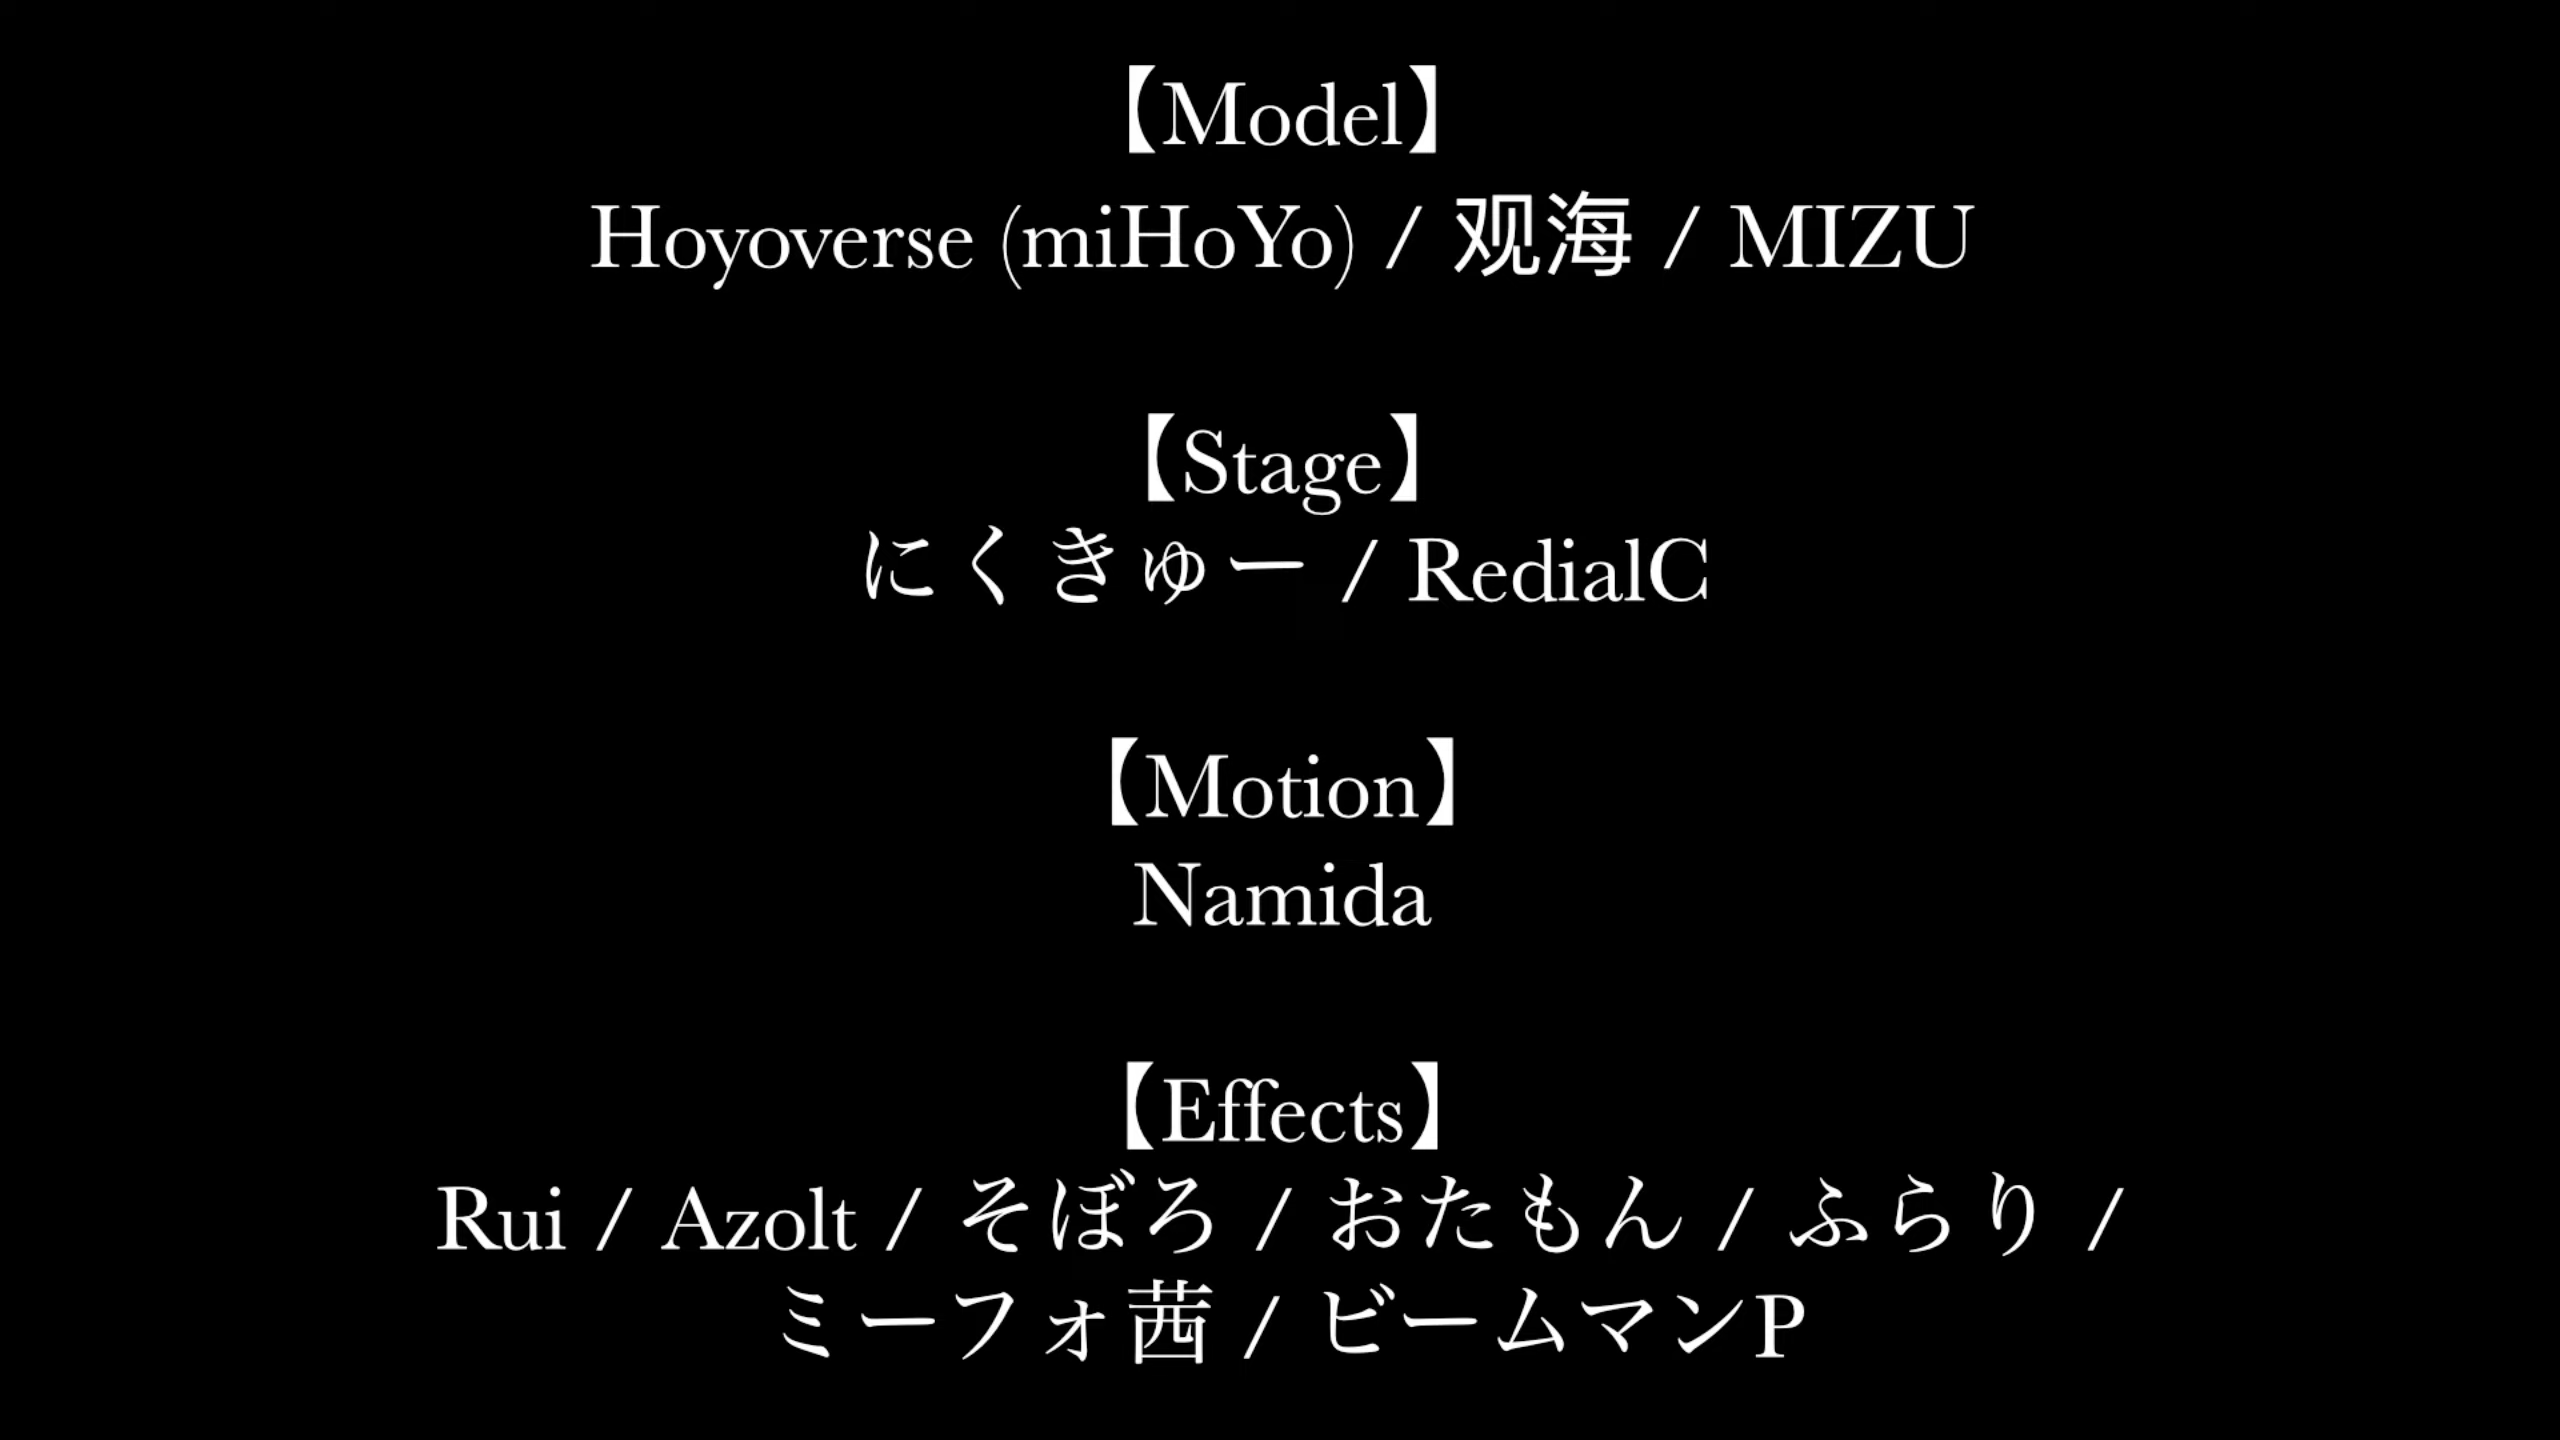 【Model】
Hoyoverse (miHoYo) / 观海 / MIZU
【Stage】
にくきゅー / RedialC
【Motion】
Namida
【Effects】
Rui / Azolt / そぼろ / おたもん / ふらり /
ミーフォ茜 / ビームマンP